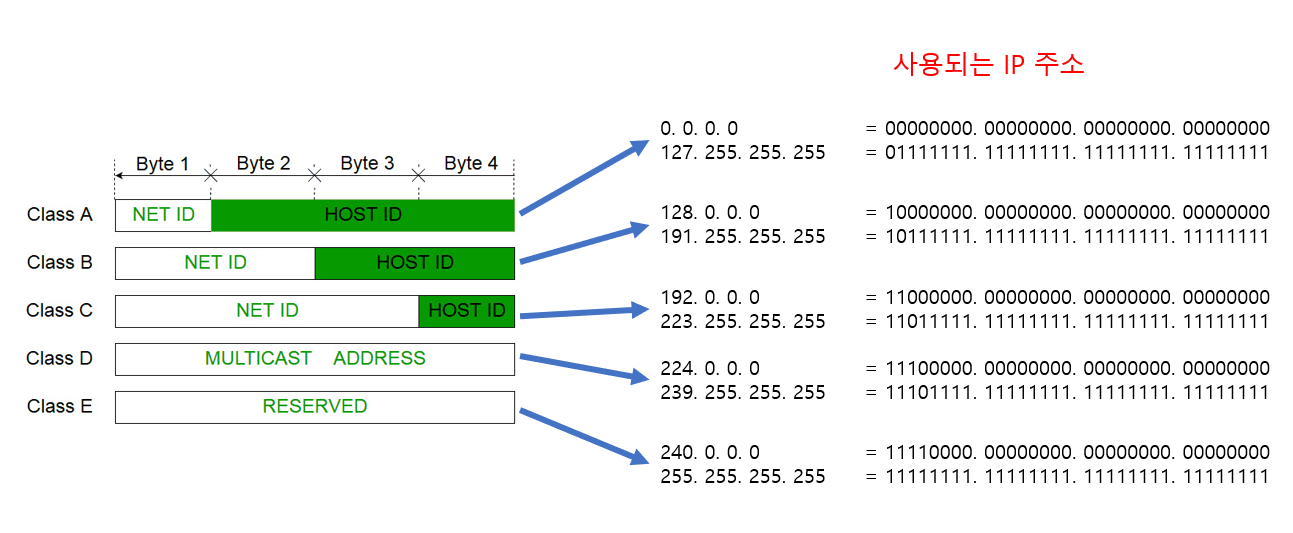 사용되는 IP 주소
Byte 1 Byte 2 Byte 3 Byte 4
Class A NET ID HOST ID
Class B NET ID HOST ID
Class C NET ID HOST ID
Class D MULTICAST ADDRESS
Class E RESERVED
0. 0. 0. 0 = 00000000. 00000000. 00000000. 00000000
127. 255. 255. 255 = 01111111. 11111111. 11111111. 11111111
128. 0. 0. 0 = 10000000. 00000000. 00000000. 00000000
191. 255. 255. 255 = 10111111. 11111111. 11111111. 11111111
192. 0. 0. 0 = 11000000. 00000000. 00000000. 00000000
223. 255. 255. 255 = 11011111. 11111111. 11111111. 11111111
224. 0. 0. 0 = 11100000. 00000000. 00000000. 00000000
239. 255. 255. 255 = 11101111. 11111111. 11111111. 11111111
240. 0. 0. 0 = 11110000. 00000000. 00000000. 00000000
255. 255. 255. 255 = 11111111. 11111111. 11111111. 11111111